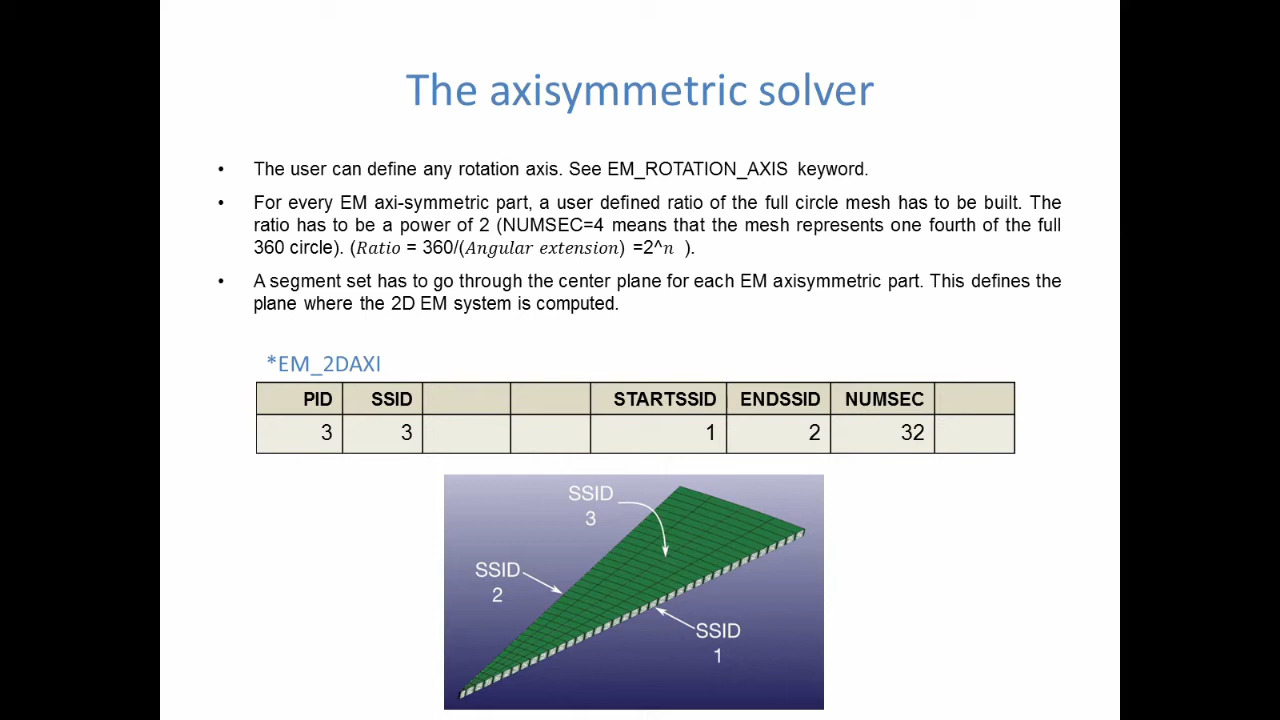 The axisymmetric solver
• The user can define any rotation axis. See EM_ROTATION_AXIS keyword.
• For every EM axi-symmetric part, a user defined ratio of the full circle mesh has to be built. The
ratio has to be a power of 2 (NUMSEC=4 means that the mesh represents one fourth of the full
360 circle). (Ratio = 360/(Angular extension) =2^n ).
• A segment set has to go through the center plane for each EM axisymmetric part. This defines the
plane where the 2D EM system is computed.
*EM_2DAXI
PID SSID STARTSSID ENDSSID NUMSEC
3 3 1 2 32
SSID
3
SSID
2
SSID
1